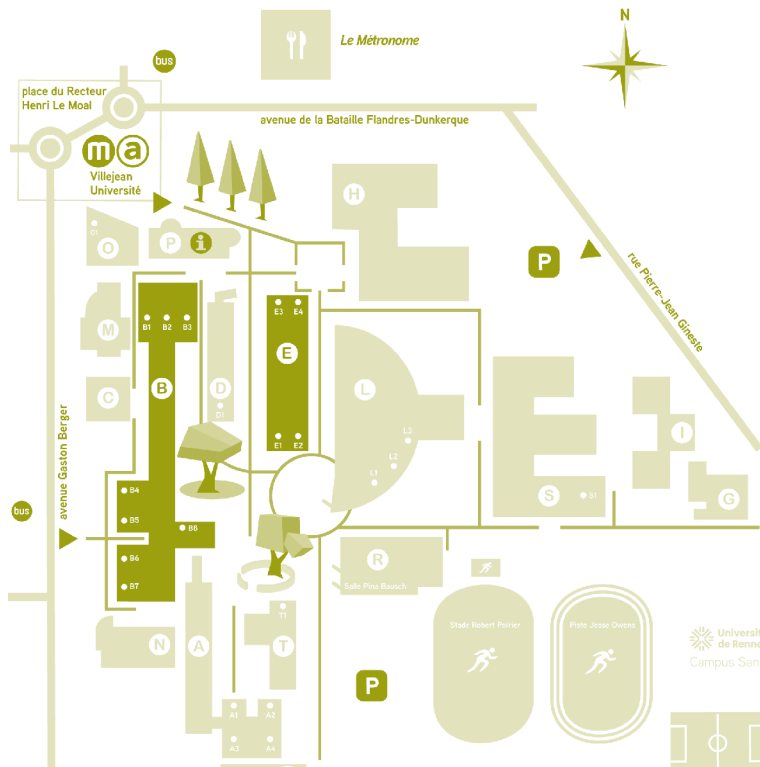 N
Le Métronome
bus
place du Recteur
Henri Le Moal
avenue de la Bataille Flandres-Dunkerque
m a
Villejean
Université
H
O
P i
P
rue Pierre-Jean Gineste
M
B1 B2 B3
E3 E4
E
B
D
C
D1
L
L3
L2
L1
E1 E2
I
avenue Gaston Berger
B4
B5
B6
S
S1
G
bus
B6
B7
R
Salle Pina Bausch
T1
N
A
T
Stade Robert Poirier
Piste Jesse Owens
P
A1 A2
A3 A4